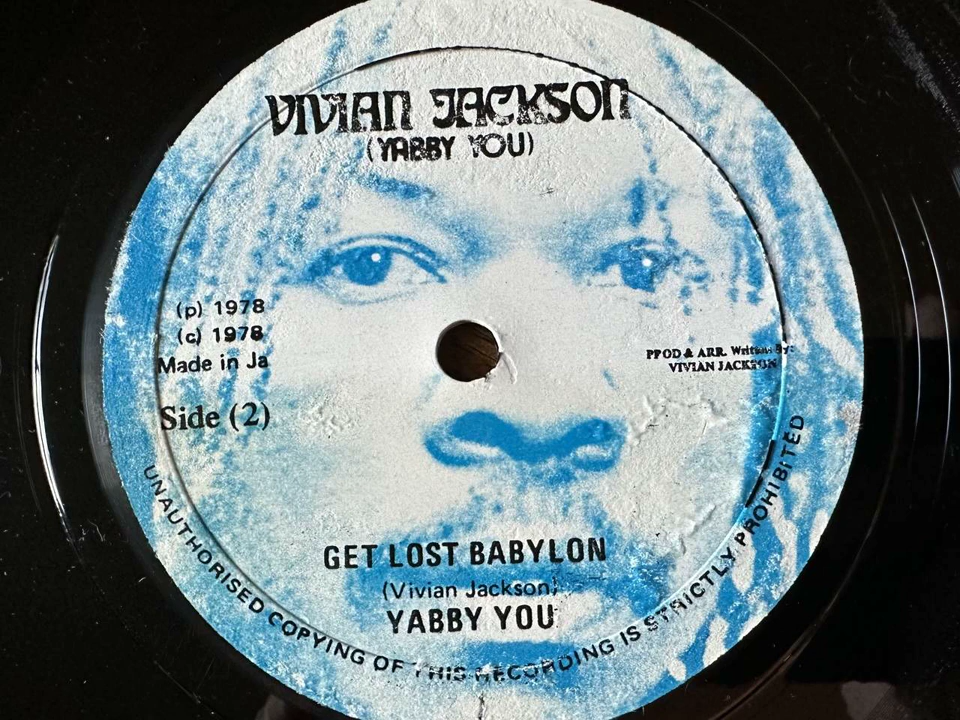 VIVIAN JACKSON
(YABBY YOU)
(p) 1978
(c) 1978
Made in Ja
Side (2)
PPOD & ARR. Written By:
VIVIAN JACKSON
GET LOST BABYLON
(Vivian Jackson)
YABBY YOU
UNAUTHORISED COPYING OF THIS RECORDING IS STRICTLY PROHIBITED